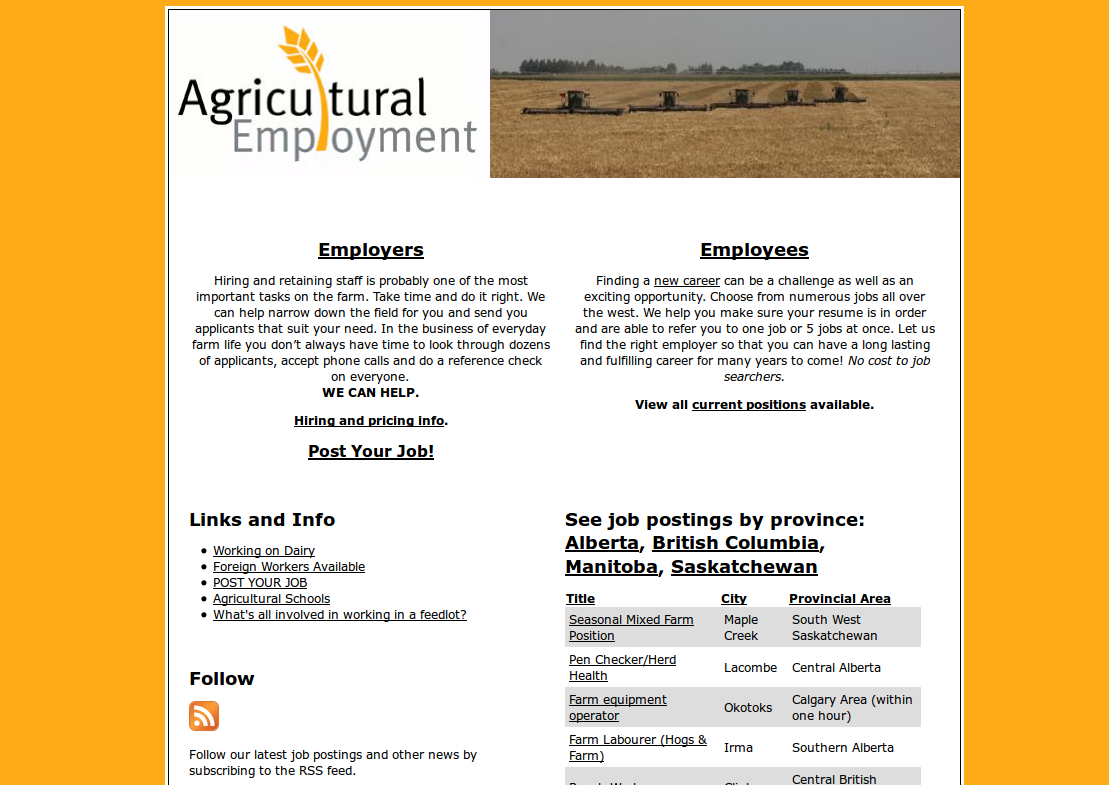 Agricultural
Employment
Employers
Hiring and retaining staff is probably one of the most
important tasks on the farm. Take time and do it right. We
can help narrow down the field for you and send you
applicants that suit your need. In the business of everyday
farm life you don’t always have time to look through dozens
of applicants, accept phone calls and do a reference check
on everyone.
WE CAN HELP.
Hiring and pricing info.
Post Your Job!
Employees
Finding a new career can be a challenge as well as an
exciting opportunity. Choose from numerous jobs all over
the west. We help you make sure your resume is in order
and are able to refer you to one job or 5 jobs at once. Let us
find the right employer so that you can have a long lasting
and fulfilling career for many years to come! No cost to job
searchers.
View all current positions available.
Links and Info
Working on Dairy
Foreign Workers Available
POST YOUR JOB
Agricultural Schools
What's all involved in working in a feedlot?
Follow
Follow our latest job postings and other news by
subscribing to the RSS feed.
See job postings by province:
Alberta, British Columbia,
Manitoba, Saskatchewan
Title City Provincial Area
Seasonal Mixed Farm
Position
Maple
Creek
South West
Saskatchewan
Pen Checker/Herd
Health
Lacombe
Central Alberta
Farm equipment
operator
Okotoks
Calgary Area (within
one hour)
Farm Labourer (Hogs &
Farm)
Irma
Southern Alberta
Central British